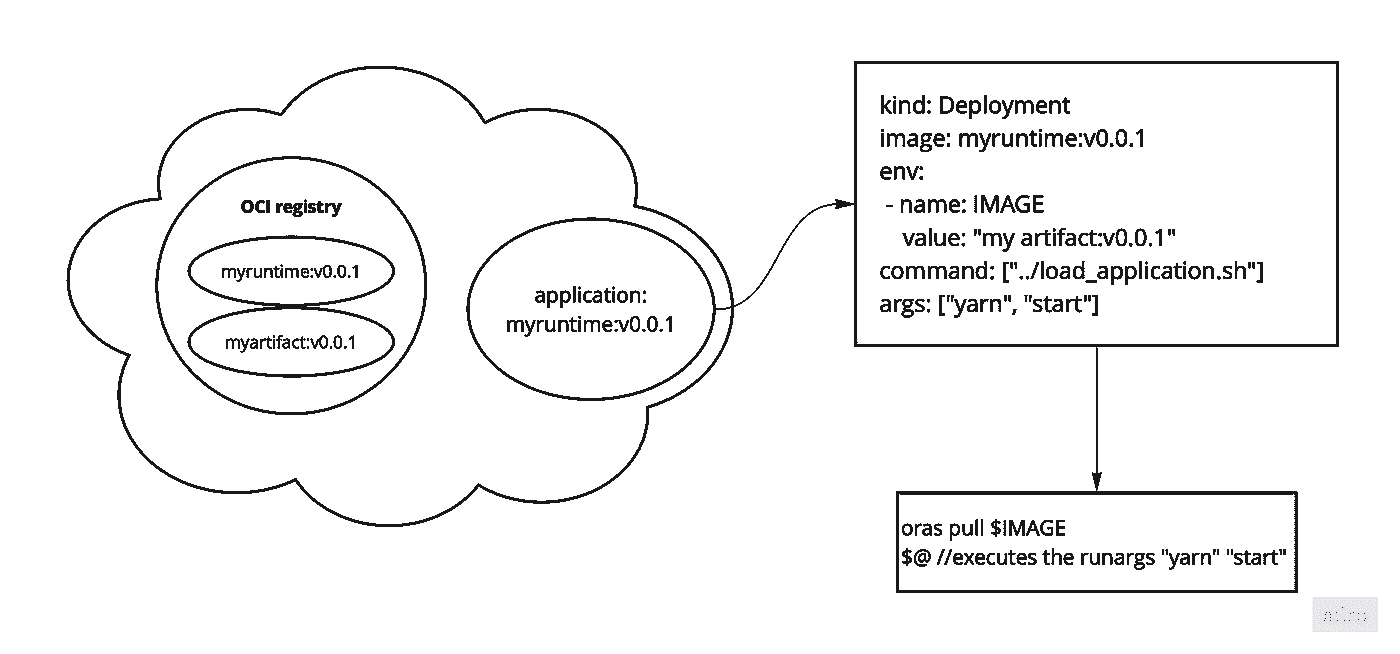 OCI registry
myruntime:v0.0.1
myartifact:v0.0.1
application:
myruntime:v0.0.1
kind: Deployment
image: myruntime:v0.0.1
env:
- name: IMAGE
value: "my artifact:v0.0.1"
command: ["../load_application.sh"]
args: ["yarn", "start"]
oras pull $IMAGE
$@ //executes the runargs "yarn" "start"
miro